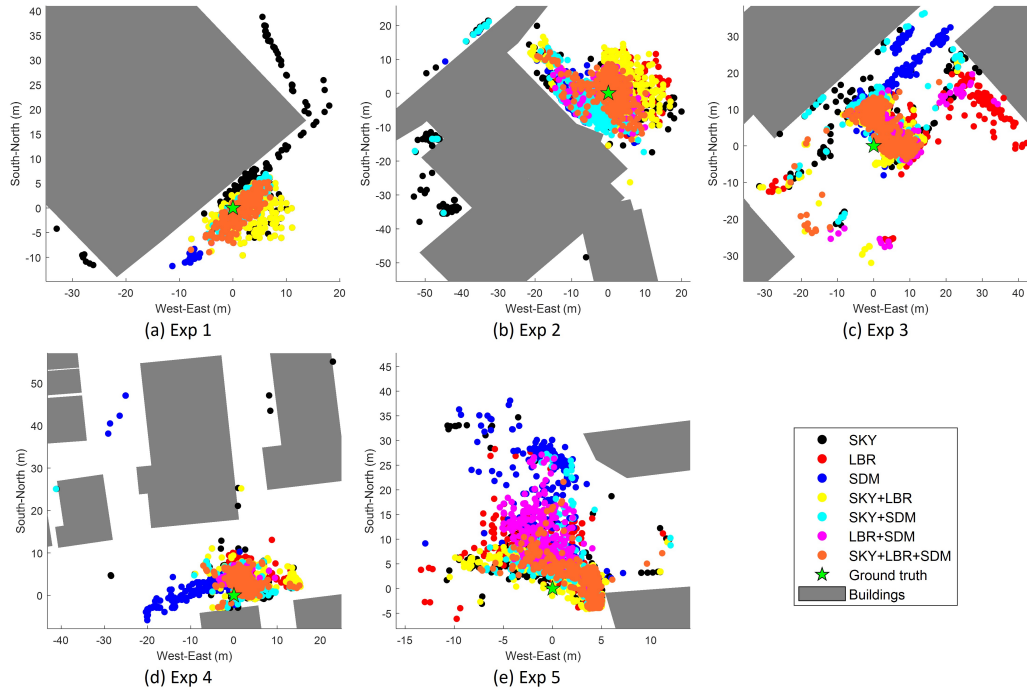 40
35
30
25
20
15
10
5
0
-5
-10
South-North (m)
-30 -20 -10 0 10 20
West-East (m)
(a) Exp 1
20
10
0
-10
-20
-30
-40
-50
South-North (m)
-50 -40 -30 -20 -10 0 10 20
West-East (m)
(b) Exp 2
30
20
10
0
-10
-20
-30
South-North (m)
-30 -20 -10 0 10 20 30 40
West-East (m)
(c) Exp 3
50
40
30
20
10
0
South-North (m)
-40 -30 -20 -10 0 10 20
West-East (m)
(d) Exp 4
45
40
35
30
25
20
15
10
5
0
-5
South-North (m)
-15 -10 -5 0 5 10
West-East (m)
(e) Exp 5
SKY
LBR
SDM
SKY+LBR
SKY+SDM
LBR+SDM
SKY+LBR+SDM
Ground truth
Buildings